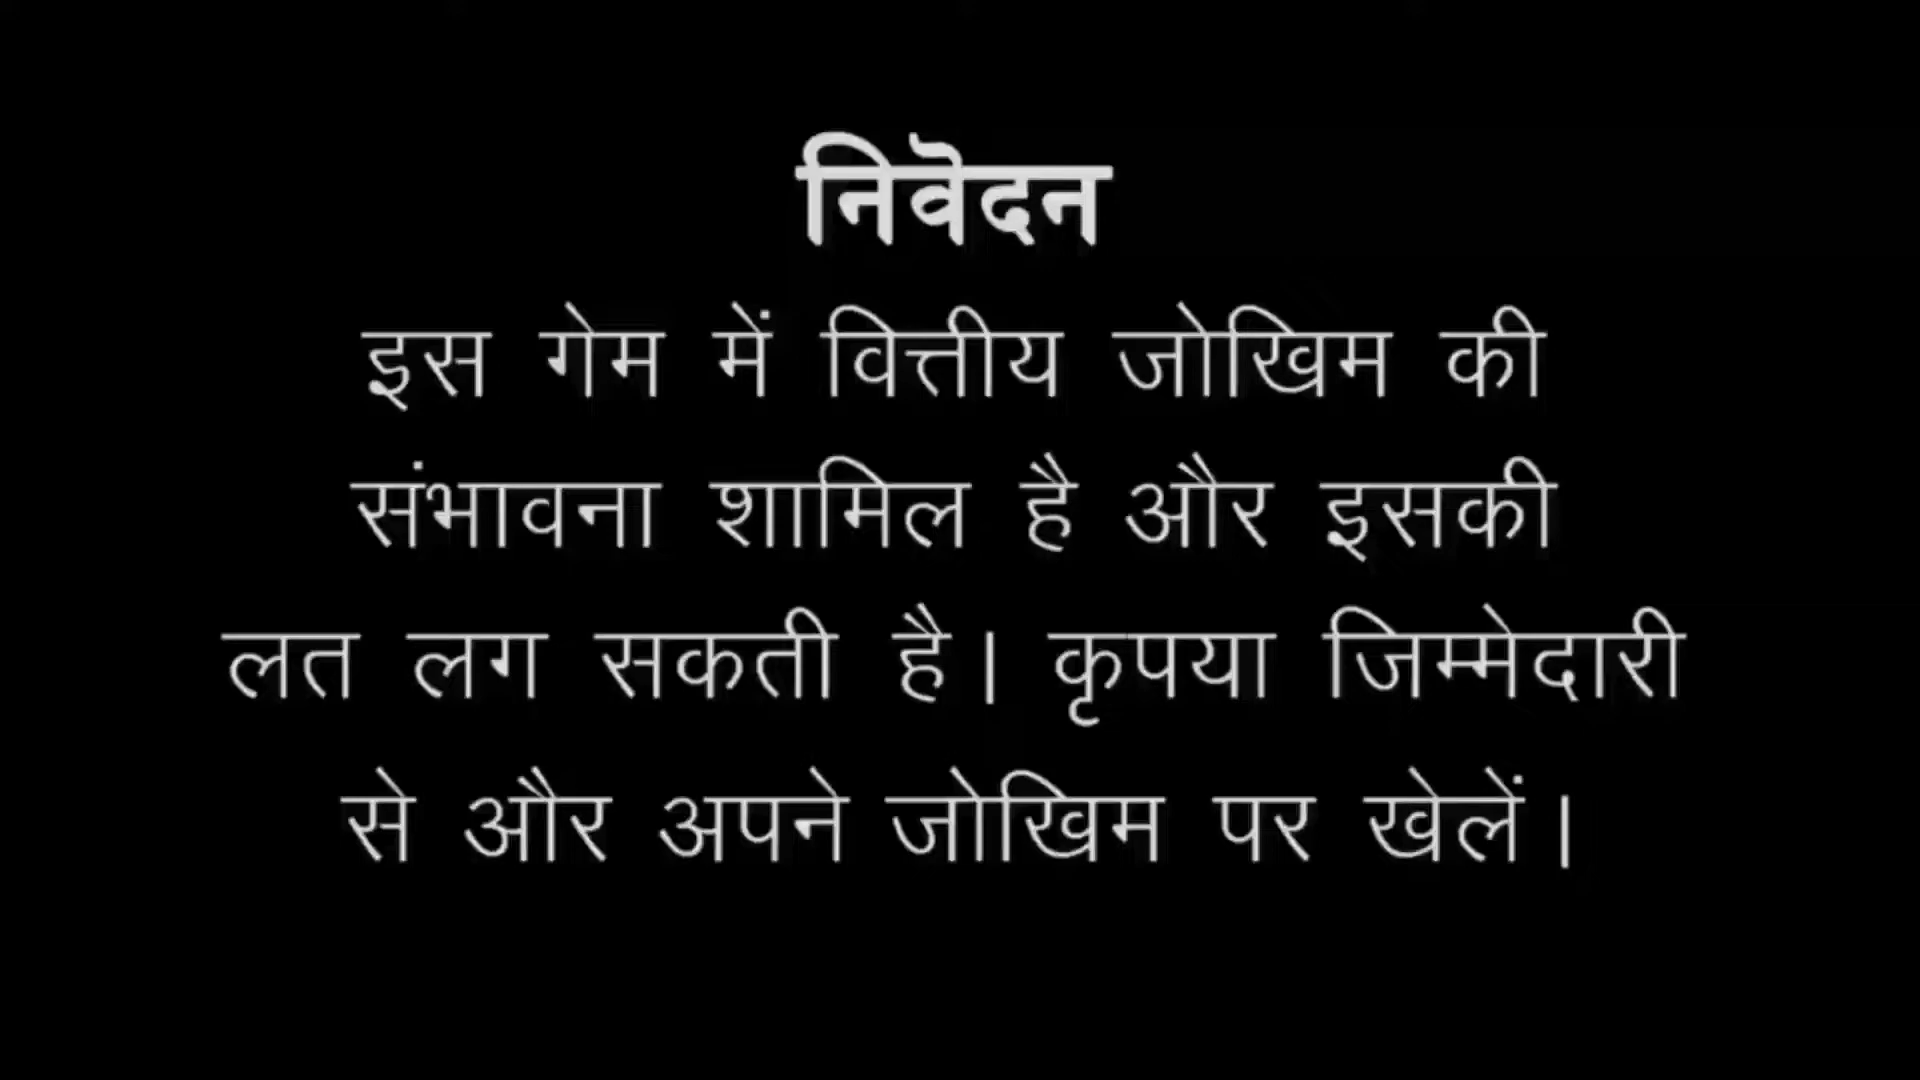 निवेदन
इस गेम में वित्तीय जोखिम की
संभावना शामिल है और इसकी
लत लग सकती है। कृपया जिम्मेदारी
से और अपने जोखिम पर खेलें।